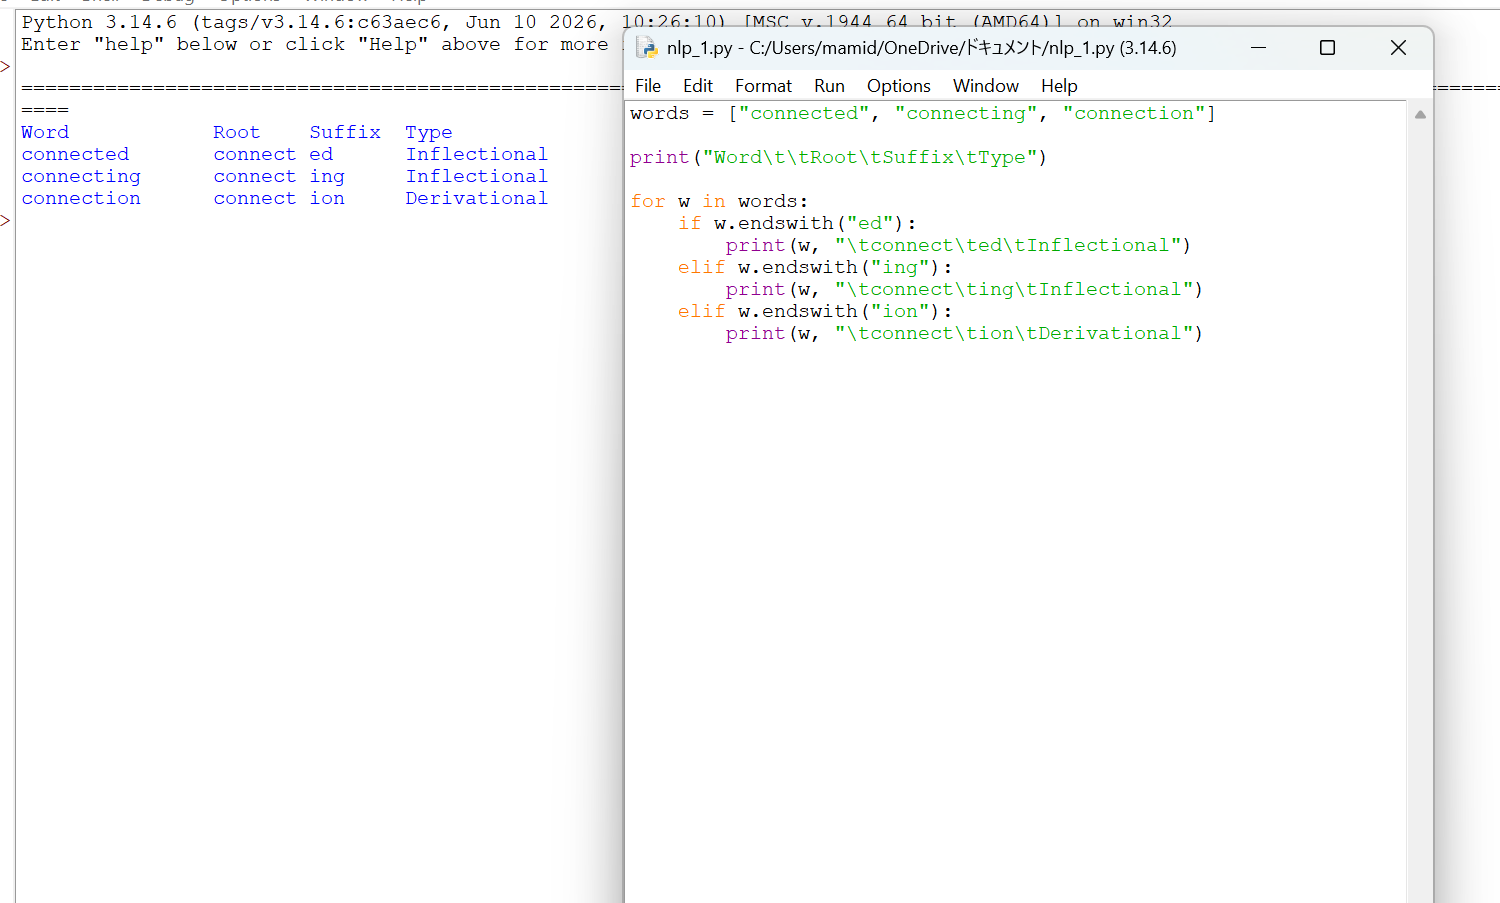 Python 3.14.6 (tags/v3.14.6:c63aec6, Jun 10 2026, 10:26:10) [MSC v.1944 64 bit (AMD64)] on win32
Enter "help" below or click "Help" above for more
>
====
Word Root Suffix Type
connected connect ed Inflectional
connecting connect ing Inflectional
connection connect ion Derivational
>
nlp_1.py - C:/Users/mamid/OneDrive/ドキュメント/nlp_1.py (3.14.6)
File Edit Format Run Options Window Help
words = ["connected", "connecting", "connection"]
print("Word\t\tRoot\tSuffix\tType")
for w in words:
    if w.endswith("ed"):
        print(w, "\tconnect\ted\tInflectional")
    elif w.endswith("ing"):
        print(w, "\tconnect\ting\tInflectional")
    elif w.endswith("ion"):
        print(w, "\tconnect\tion\tDerivational")